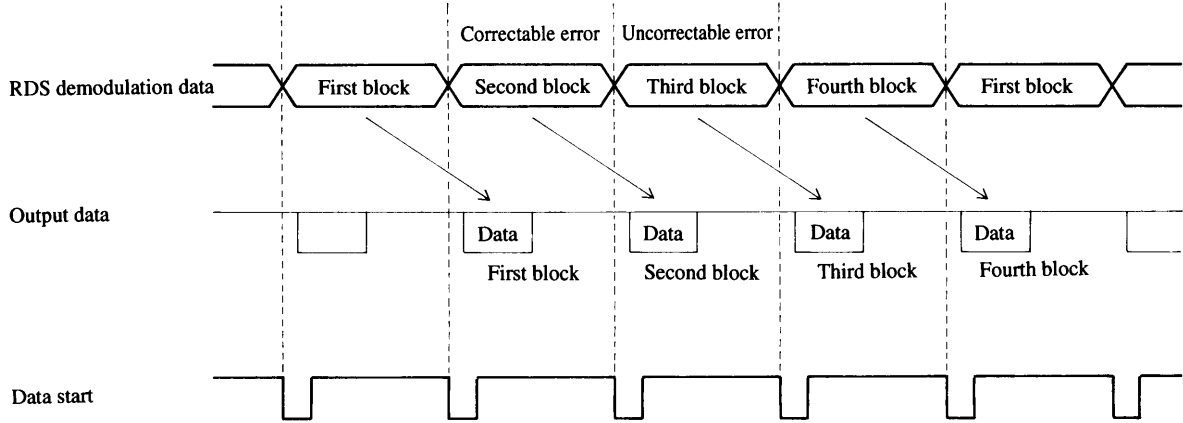 Correctable error Uncorrectable error
RDS demodulation data First block Second block Third block Fourth block First block
Output data Data Data Data Data
First block Second block Third block Fourth block
Data start